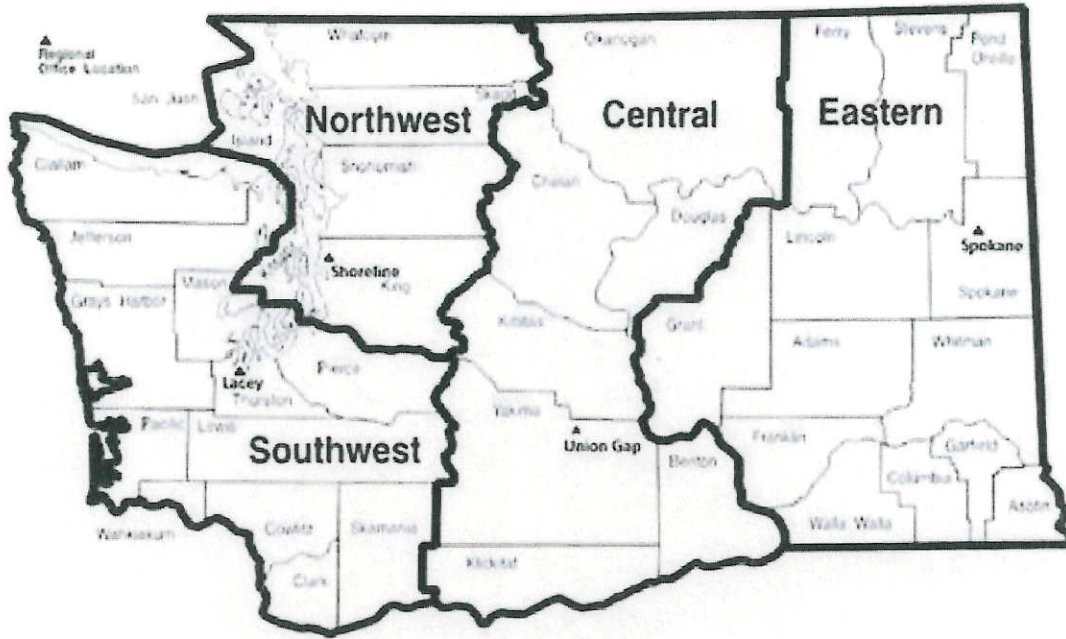 Regional
Office Location
Whatcom
Okanogan
Ferry
Stevens
Pend
Oreille
San Juan
Skagit
Northwest
Central
Eastern
Island
Clallam
Snohomish
Chelan
Douglas
Jefferson
Lincoln
Spokane
Shoreline
King
Mason
Spokane
Grays Harbor
Kittitas
Grant
Adams
Whitman
Pierce
Lacey
Thurston
Yakima
Pacific
Lewis
Union Gap
Franklin
Southwest
Benton
Garfield
Columbia
Asotin
Wahkiakum
Cowlitz
Skamania
Walla Walla
Klickitat
Clark